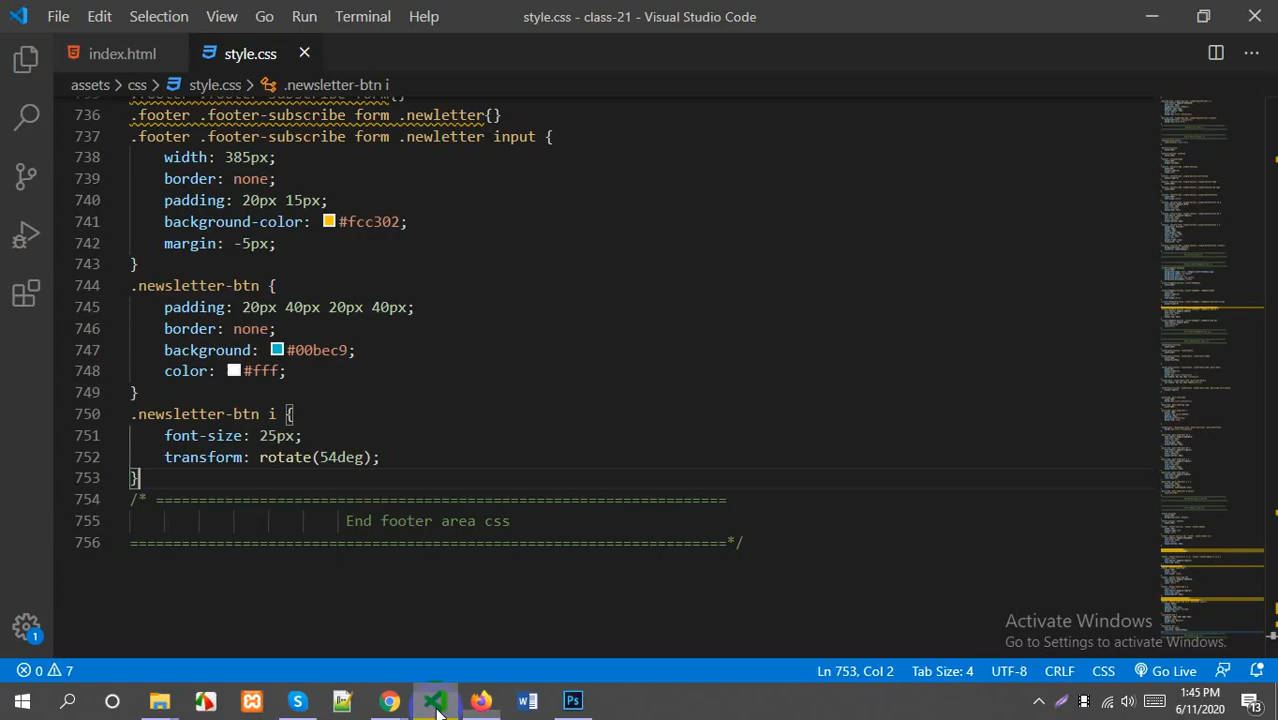 File Edit Selection View Go Run Terminal Help style.css - class-21 - Visual Studio Code
index.html style.css
assets > css > style.css > .newsletter-btn i
736 .footer .footer-subscribe form .newletter{}
737 .footer .footer-subscribe form .newletter input {
738 width: 385px;
739 border: none;
740 padding: 20px 15px;
741 background-color: #fcc302;
742 margin: -5px;
743 }
744 .newsletter-btn {
745 padding: 20px 40px 20px 40px;
746 border: none;
747 background: #00bec9;
748 color: #fff;
749 }
750 .newsletter-btn i {
751 font-size: 25px;
752 transform: rotate(54deg);
753 }
754 /* ===================================================================
755 End footer area css
756 ======================================================================*/
Activate Windows
Go to Settings to activate Windows.
1
0 7 Ln 753, Col 2 Tab Size: 4 UTF-8 CRLF CSS Go Live
1:45 PM
6/11/2020
13